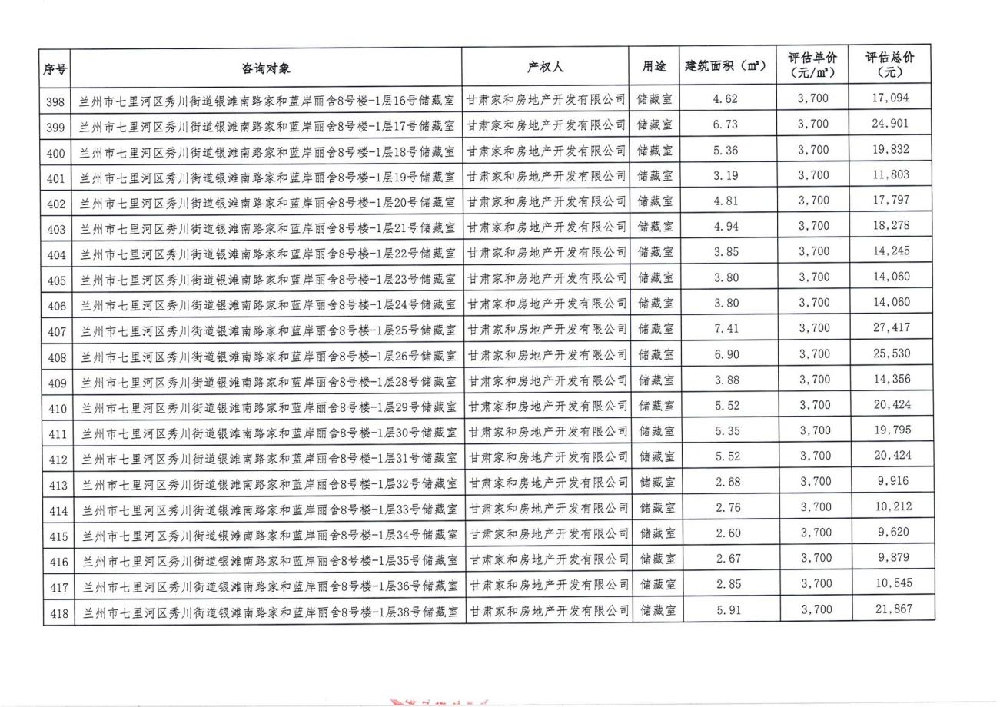 序号 咨询对象 产权人 用途 建筑面积（㎡） 评估单价（元/㎡） 评估总价（元）
398 兰州市七里河区秀川街道银滩南路家和蓝岸丽舍8号楼-1层16号储藏室 甘肃家和房地产开发有限公司 储藏室 4.62 3,700 17,094
399 兰州市七里河区秀川街道银滩南路家和蓝岸丽舍8号楼-1层17号储藏室 甘肃家和房地产开发有限公司 储藏室 6.73 3,700 24,901
400 兰州市七里河区秀川街道银滩南路家和蓝岸丽舍8号楼-1层18号储藏室 甘肃家和房地产开发有限公司 储藏室 5.36 3,700 19,832
401 兰州市七里河区秀川街道银滩南路家和蓝岸丽舍8号楼-1层19号储藏室 甘肃家和房地产开发有限公司 储藏室 3.19 3,700 11,803
402 兰州市七里河区秀川街道银滩南路家和蓝岸丽舍8号楼-1层20号储藏室 甘肃家和房地产开发有限公司 储藏室 4.81 3,700 17,797
403 兰州市七里河区秀川街道银滩南路家和蓝岸丽舍8号楼-1层21号储藏室 甘肃家和房地产开发有限公司 储藏室 4.94 3,700 18,278
404 兰州市七里河区秀川街道银滩南路家和蓝岸丽舍8号楼-1层22号储藏室 甘肃家和房地产开发有限公司 储藏室 3.85 3,700 14,245
405 兰州市七里河区秀川街道银滩南路家和蓝岸丽舍8号楼-1层23号储藏室 甘肃家和房地产开发有限公司 储藏室 3.80 3,700 14,060
406 兰州市七里河区秀川街道银滩南路家和蓝岸丽舍8号楼-1层24号储藏室 甘肃家和房地产开发有限公司 储藏室 3.80 3,700 14,060
407 兰州市七里河区秀川街道银滩南路家和蓝岸丽舍8号楼-1层25号储藏室 甘肃家和房地产开发有限公司 储藏室 7.41 3,700 27,417
408 兰州市七里河区秀川街道银滩南路家和蓝岸丽舍8号楼-1层26号储藏室 甘肃家和房地产开发有限公司 储藏室 6.90 3,700 25,530
409 兰州市七里河区秀川街道银滩南路家和蓝岸丽舍8号楼-1层28号储藏室 甘肃家和房地产开发有限公司 储藏室 3.88 3,700 14,356
410 兰州市七里河区秀川街道银滩南路家和蓝岸丽舍8号楼-1层29号储藏室 甘肃家和房地产开发有限公司 储藏室 5.52 3,700 20,424
411 兰州市七里河区秀川街道银滩南路家和蓝岸丽舍8号楼-1层30号储藏室 甘肃家和房地产开发有限公司 储藏室 5.35 3,700 19,795
412 兰州市七里河区秀川街道银滩南路家和蓝岸丽舍8号楼-1层31号储藏室 甘肃家和房地产开发有限公司 储藏室 5.52 3,700 20,424
413 兰州市七里河区秀川街道银滩南路家和蓝岸丽舍8号楼-1层32号储藏室 甘肃家和房地产开发有限公司 储藏室 2.68 3,700 9,916
414 兰州市七里河区秀川街道银滩南路家和蓝岸丽舍8号楼-1层33号储藏室 甘肃家和房地产开发有限公司 储藏室 2.76 3,700 10,212
415 兰州市七里河区秀川街道银滩南路家和蓝岸丽舍8号楼-1层34号储藏室 甘肃家和房地产开发有限公司 储藏室 2.60 3,700 9,620
416 兰州市七里河区秀川街道银滩南路家和蓝岸丽舍8号楼-1层35号储藏室 甘肃家和房地产开发有限公司 储藏室 2.67 3,700 9,879
417 兰州市七里河区秀川街道银滩南路家和蓝岸丽舍8号楼-1层36号储藏室 甘肃家和房地产开发有限公司 储藏室 2.85 3,700 10,545
418 兰州市七里河区秀川街道银滩南路家和蓝岸丽舍8号楼-1层38号储藏室 甘肃家和房地产开发有限公司 储藏室 5.91 3,700 21,867